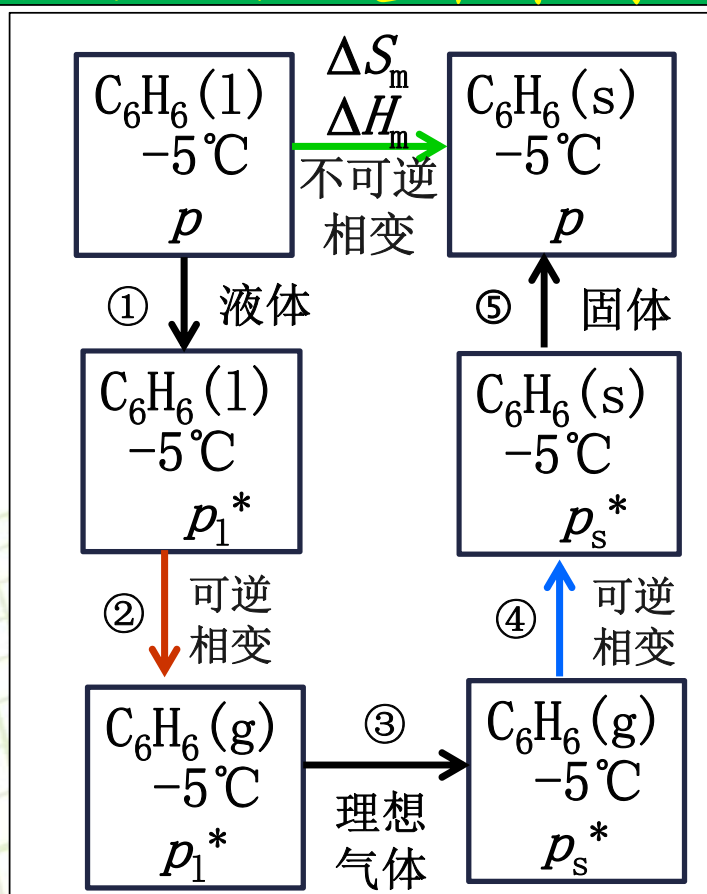 C₆H₆(l)
-5℃
p
ΔSₘ
ΔHₘ
不可逆
相变
C₆H₆(s)
-5℃
p
① 液体
⑤ 固体
C₆H₆(l)
-5℃
pₗ*
C₆H₆(s)
-5℃
pₛ*
② 可逆
相变
④ 可逆
相变
C₆H₆(g)
-5℃
pₗ*
③
理想
气体
C₆H₆(g)
-5℃
pₛ*